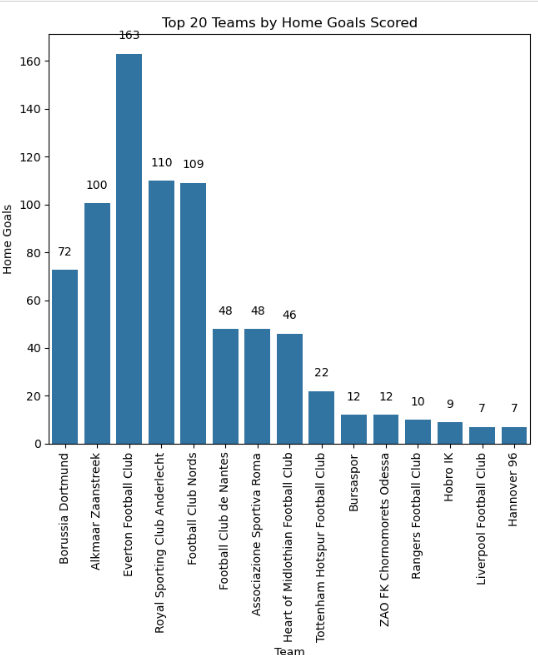 Top 20 Teams by Home Goals Scored
Home Goals
160
140
120
100
80
60
40
20
0
72
100
163
110
109
48
48
46
22
12
12
10
9
7
7
Borussia Dortmund
Alkmaar Zaanstreek
Everton Football Club
Royal Sporting Club Anderlecht
Football Club Nords
Football Club de Nantes
Associazione Sportiva Roma
Heart of Midlothian Football Club
Tottenham Hotspur Football Club
Bursaspor
ZAO FK Chornomorets Odessa
Rangers Football Club
Hobro IK
Liverpool Football Club
Hannover 96
Team